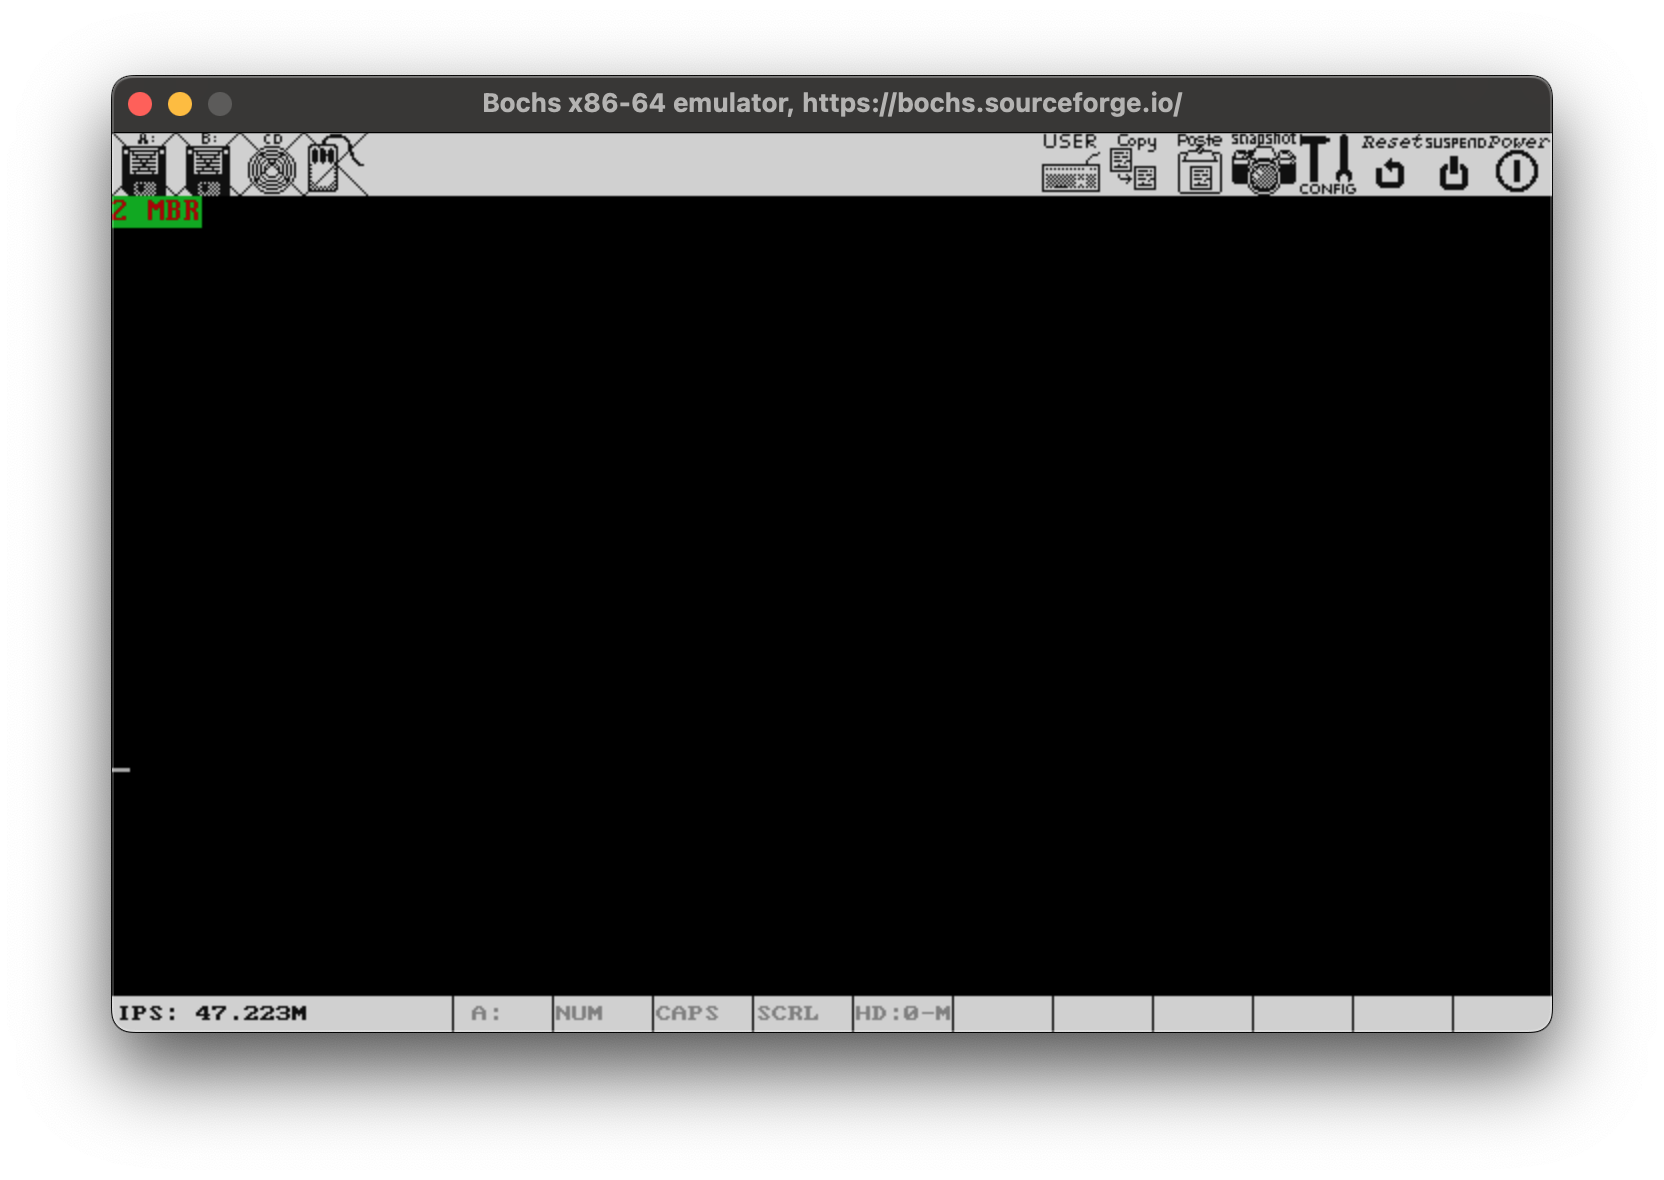 Bochs x86-64 emulator, https://bochs.sourceforge.io/
A: B: CD USER Copy Paste snapshot CONFIG Reset SUSPEND Power
2 MBR
IPS: 47.223M A: NUM CAPS SCRL HD:0-M